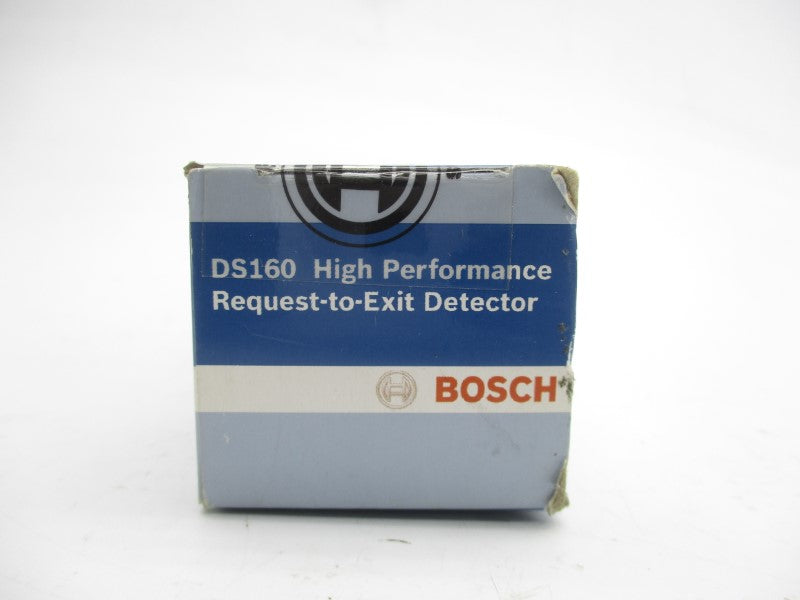 DS160 High Performance
Request-to-Exit Detector
BOSCH